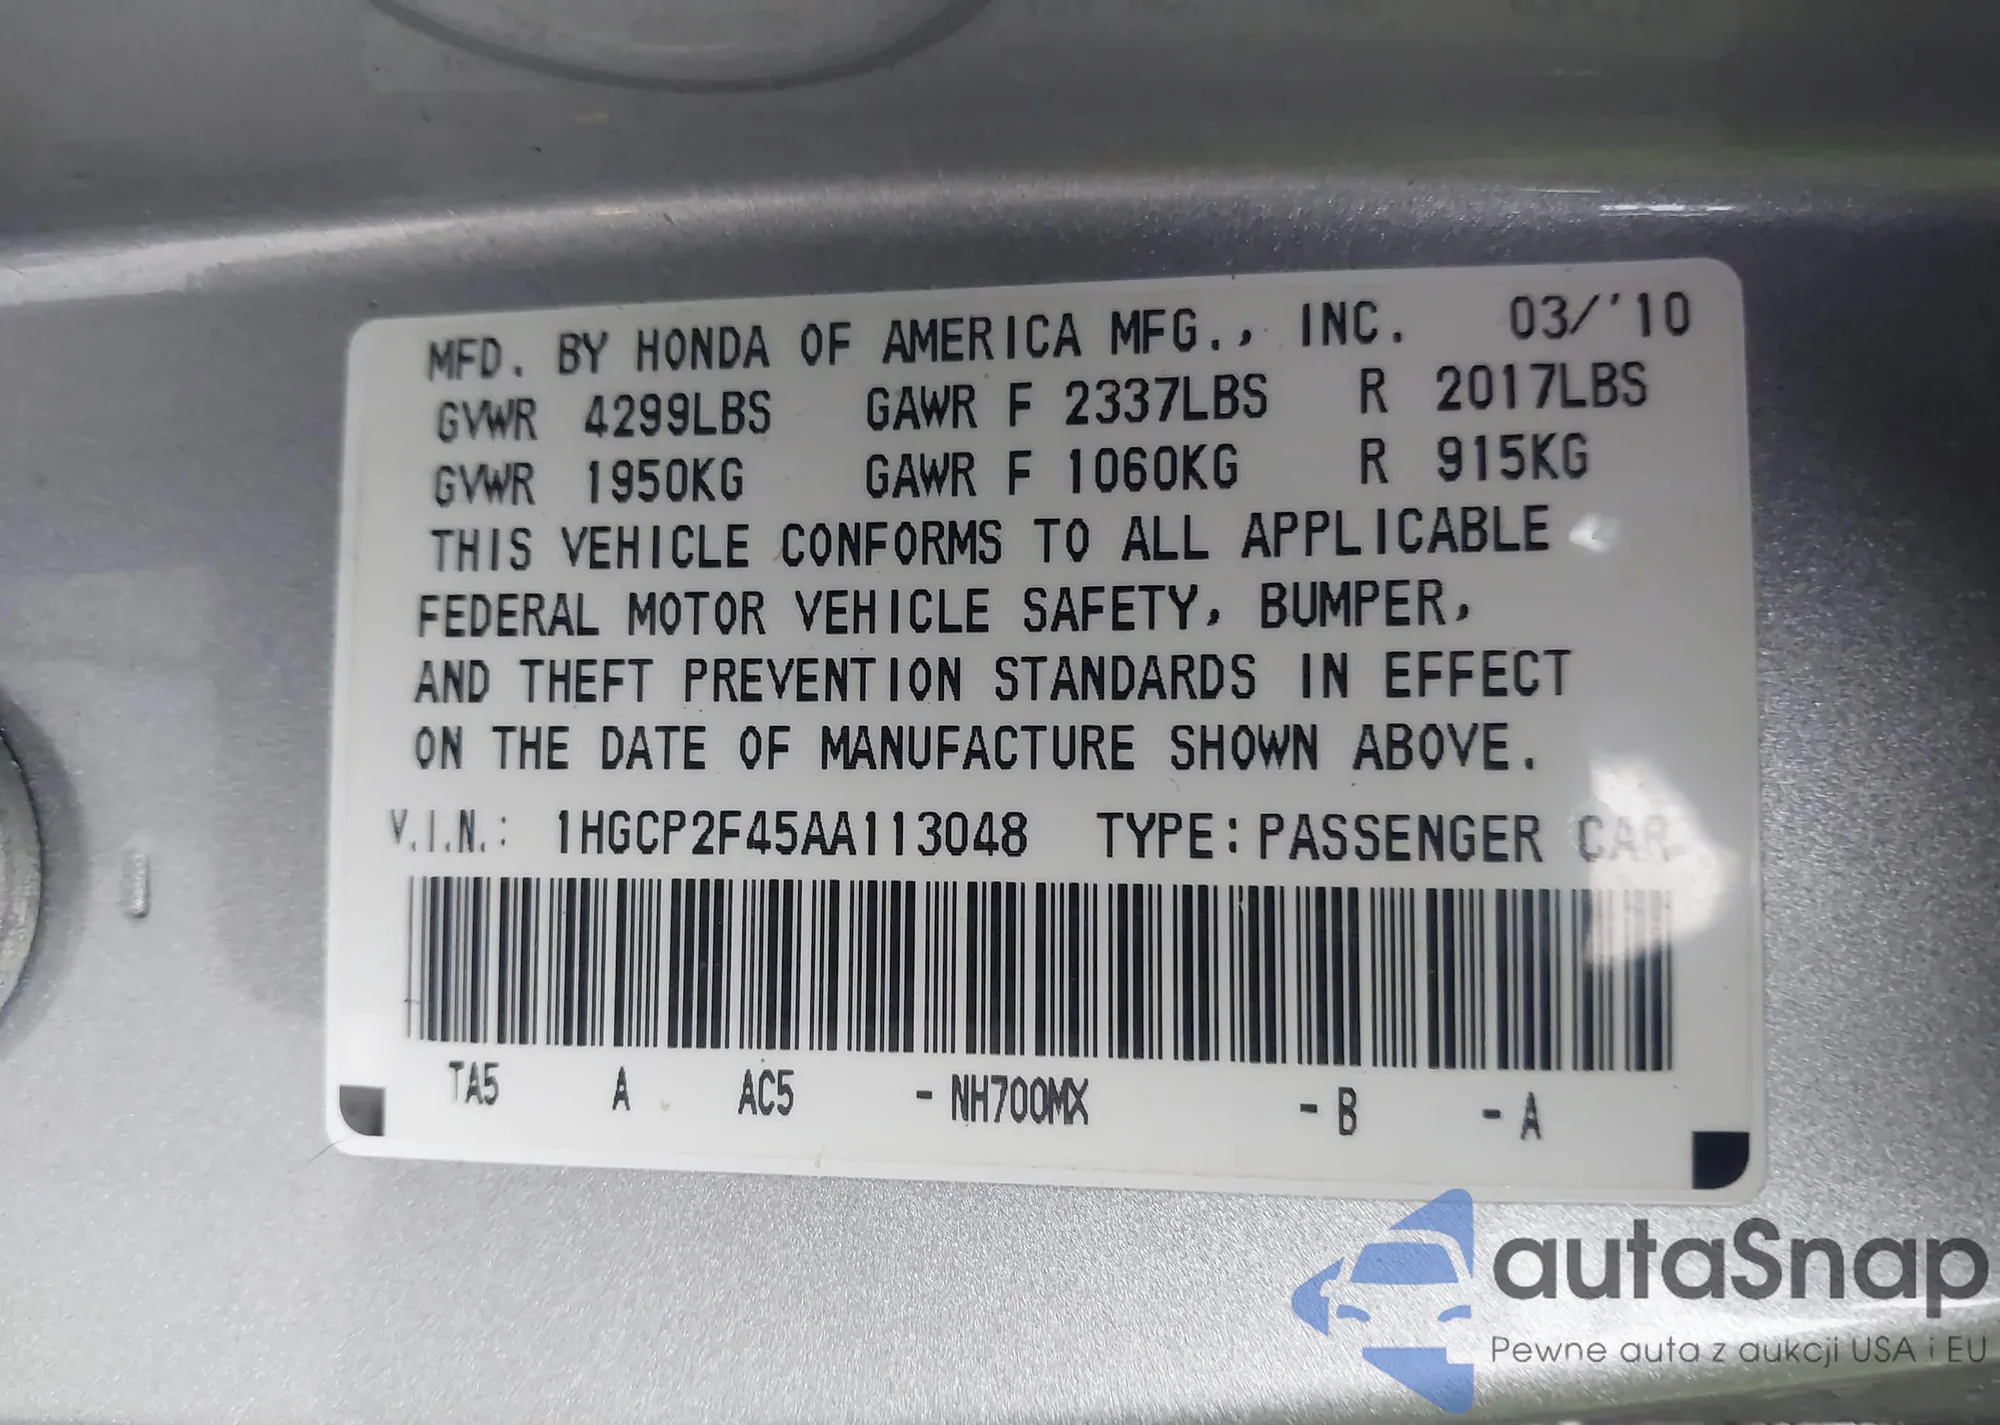 MFD. BY HONDA OF AMERICA MFG., INC. 03/'10
GVWR 4299LBS GAWR F 2337LBS R 2017LBS
GVWR 1950KG GAWR F 1060KG R 915KG
THIS VEHICLE CONFORMS TO ALL APPLICABLE
FEDERAL MOTOR VEHICLE SAFETY, BUMPER,
AND THEFT PREVENTION STANDARDS IN EFFECT
ON THE DATE OF MANUFACTURE SHOWN ABOVE.
V.I.N.: 1HGCP2F45AA113048 TYPE: PASSENGER CAR
TA5 A AC5 - NH700MX - B - A
autaSnap
Pewne auta z aukcji USA i EU